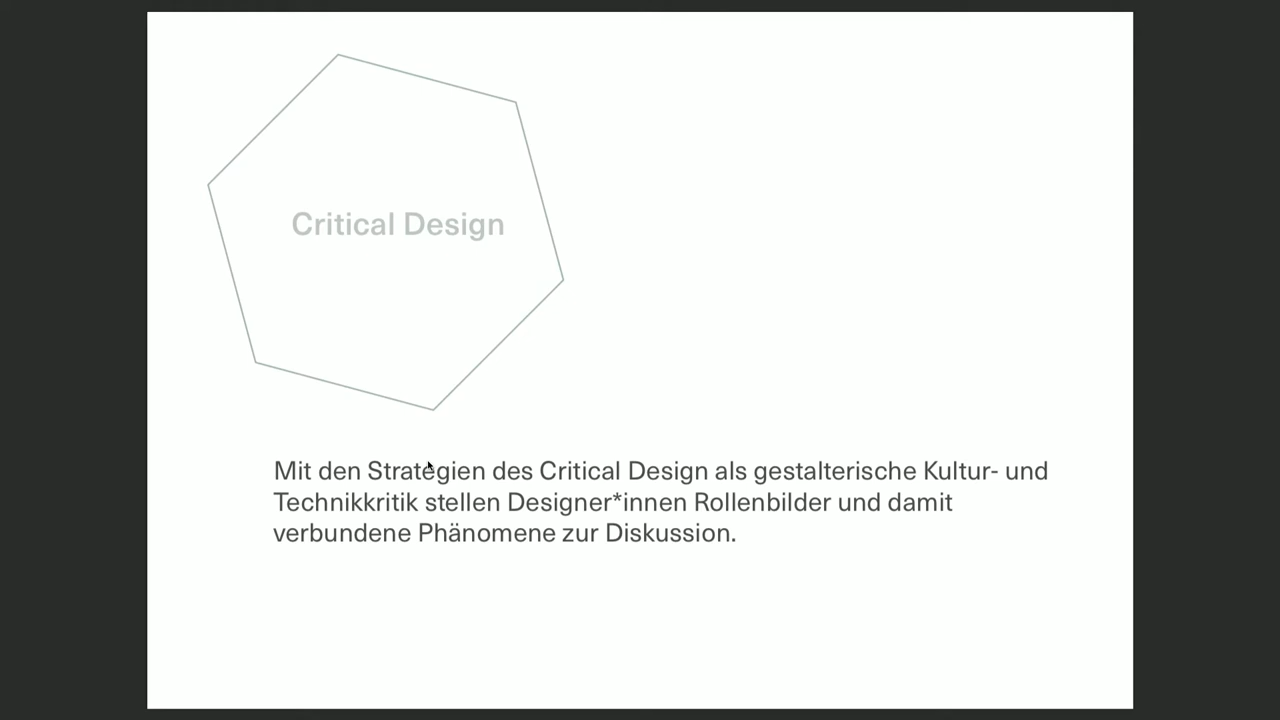 Critical Design
Mit den Strategien des Critical Design als gestalterische Kultur- und
Technikkritik stellen Designer*innen Rollenbilder und damit
verbundene Phänomene zur Diskussion.